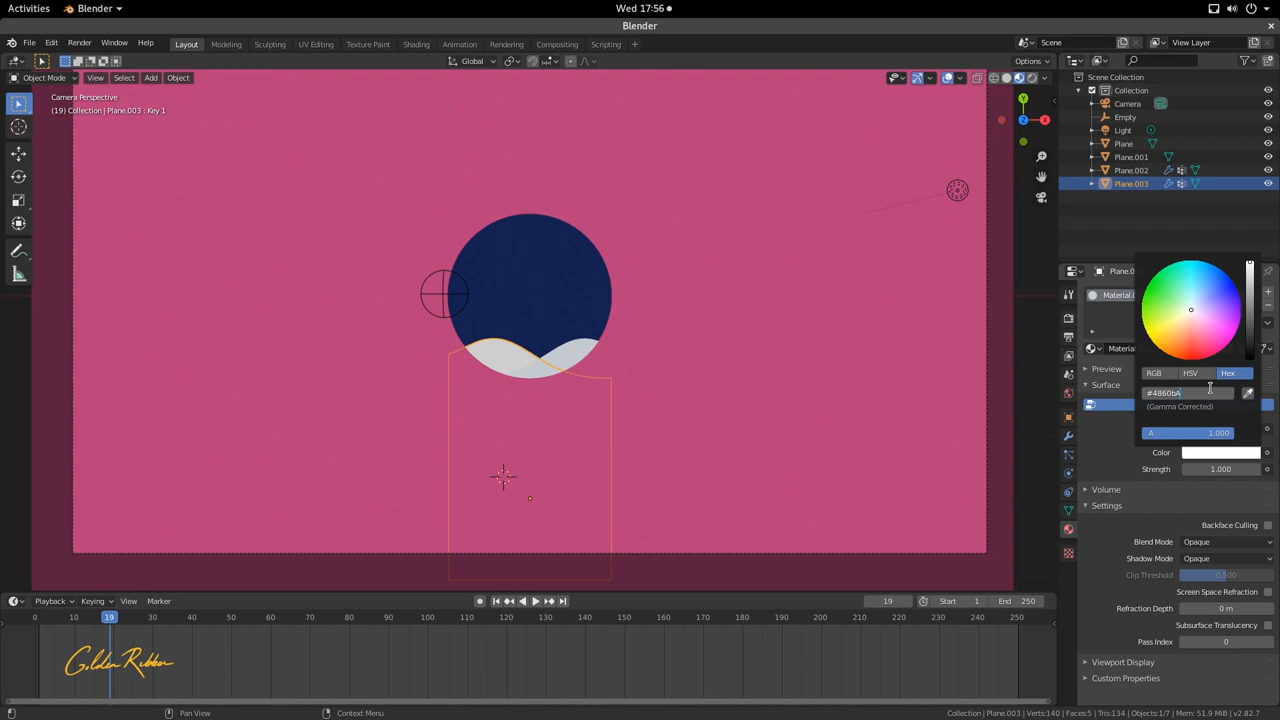 Activities Blender Wed 17:56
Blender
File Edit Render Window Help Layout Modeling Sculpting UV Editing Texture Paint Shading Animation Rendering Compositing Scripting + Scene View Layer
Global Options
Object Mode View Select Add Object
Camera Perspective
(19) Collection | Plane.003 : Key 1
Y
X
Z
Scene Collection
Collection
Camera
Empty
Light
Plane
Plane.001
Plane.002
Plane.003
Plane.0
Material.0
Material
Preview
Surface
RGB HSV Hex
#4860bA
(Gamma Corrected)
A 1.000
Color
Strength 1.000
Volume
Settings
Backface Culling
Blend Mode Opaque
Shadow Mode Opaque
Clip Threshold 0.500
Screen Space Refraction
Refraction Depth 0 m
Subsurface Translucency
Pass Index 0
Viewport Display
Custom Properties
Playback Keying View Marker 19 Start 1 End 250
0 10 19 30 40 50 60 70 80 90 100 110 120 130 140 150 160 170 180 190 200 210 220 230 240 250
Golden Ribbon
Pan View Context Menu Collection | Plane.003 | Verts:140 | Faces:5 | Tris:134 | Objects:1/7 | Mem: 51.9 MiB | v2.82.7